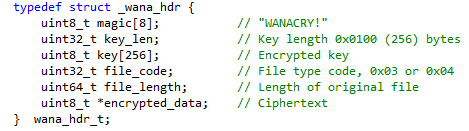 typedef struct _wana_hdr {
uint8_t magic[8]; // "WANACRY!"
uint32_t key_len; // Key length 0x0100 (256) bytes
uint8_t key[256]; // Encrypted key
uint32_t file_code; // File type code, 0x03 or 0x04
uint64_t file_length; // Length of original file
uint8_t *encrypted_data; // Ciphertext
} wana_hdr_t;